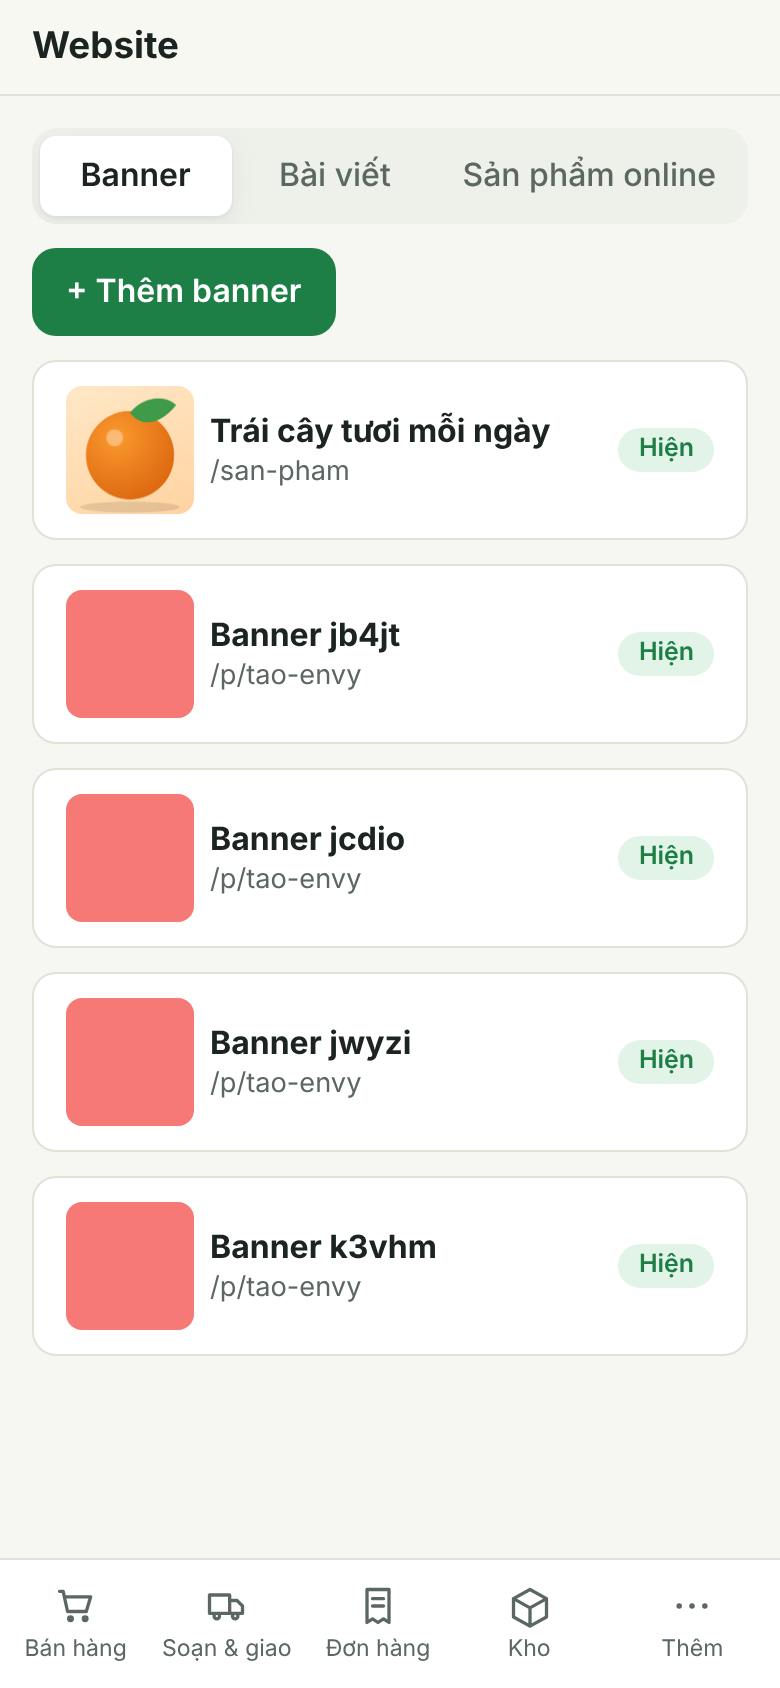 Website
Banner
Bài viết
Sản phẩm online
+ Thêm banner
Trái cây tươi mỗi ngày
/san-pham
Hiện
Banner jb4jt
/p/tao-envy
Hiện
Banner jcdio
/p/tao-envy
Hiện
Banner jwyzi
/p/tao-envy
Hiện
Banner k3vhm
/p/tao-envy
Hiện
Bán hàng
Soạn & giao
Đơn hàng
Kho
Thêm